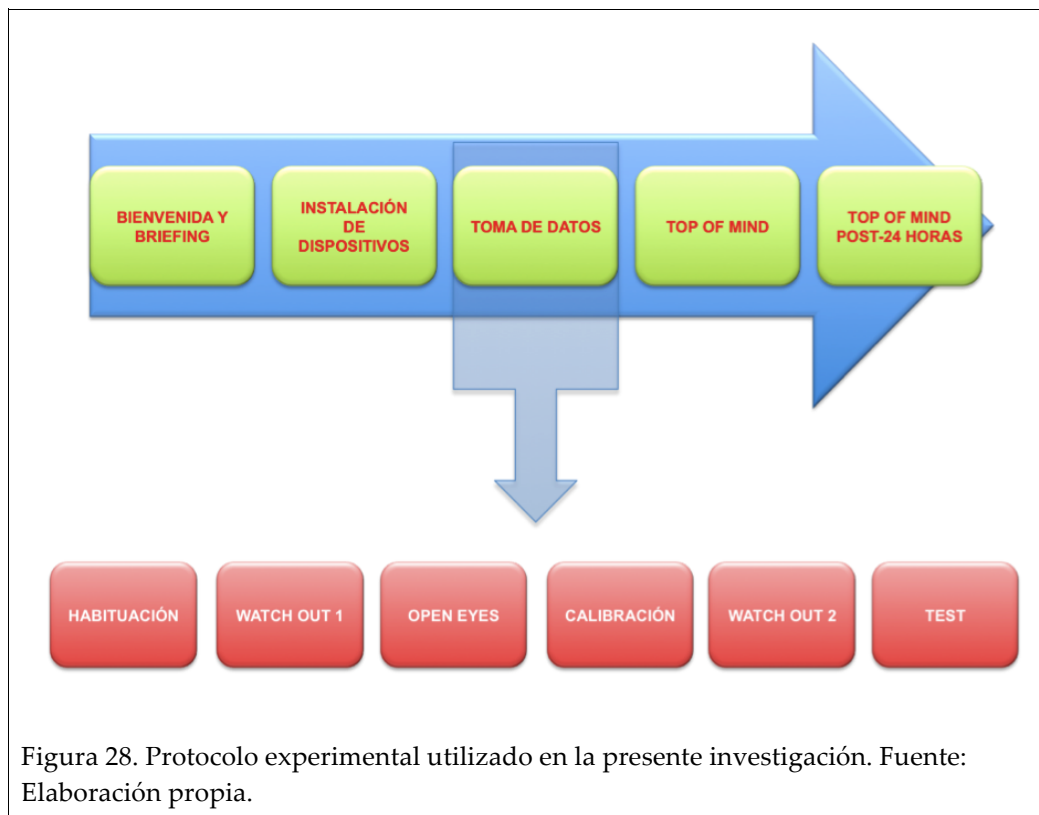 BIENVENIDA Y
BRIEFING
INSTALACIÓN
DE
DISPOSITIVOS
TOMA DE DATOS
TOP OF MIND
TOP OF MIND
POST-24 HORAS
HABITUACIÓN
WATCH OUT 1
OPEN EYES
CALIBRACIÓN
WATCH OUT 2
TEST
Figura 28. Protocolo experimental utilizado en la presente investigación. Fuente:
Elaboración propia.